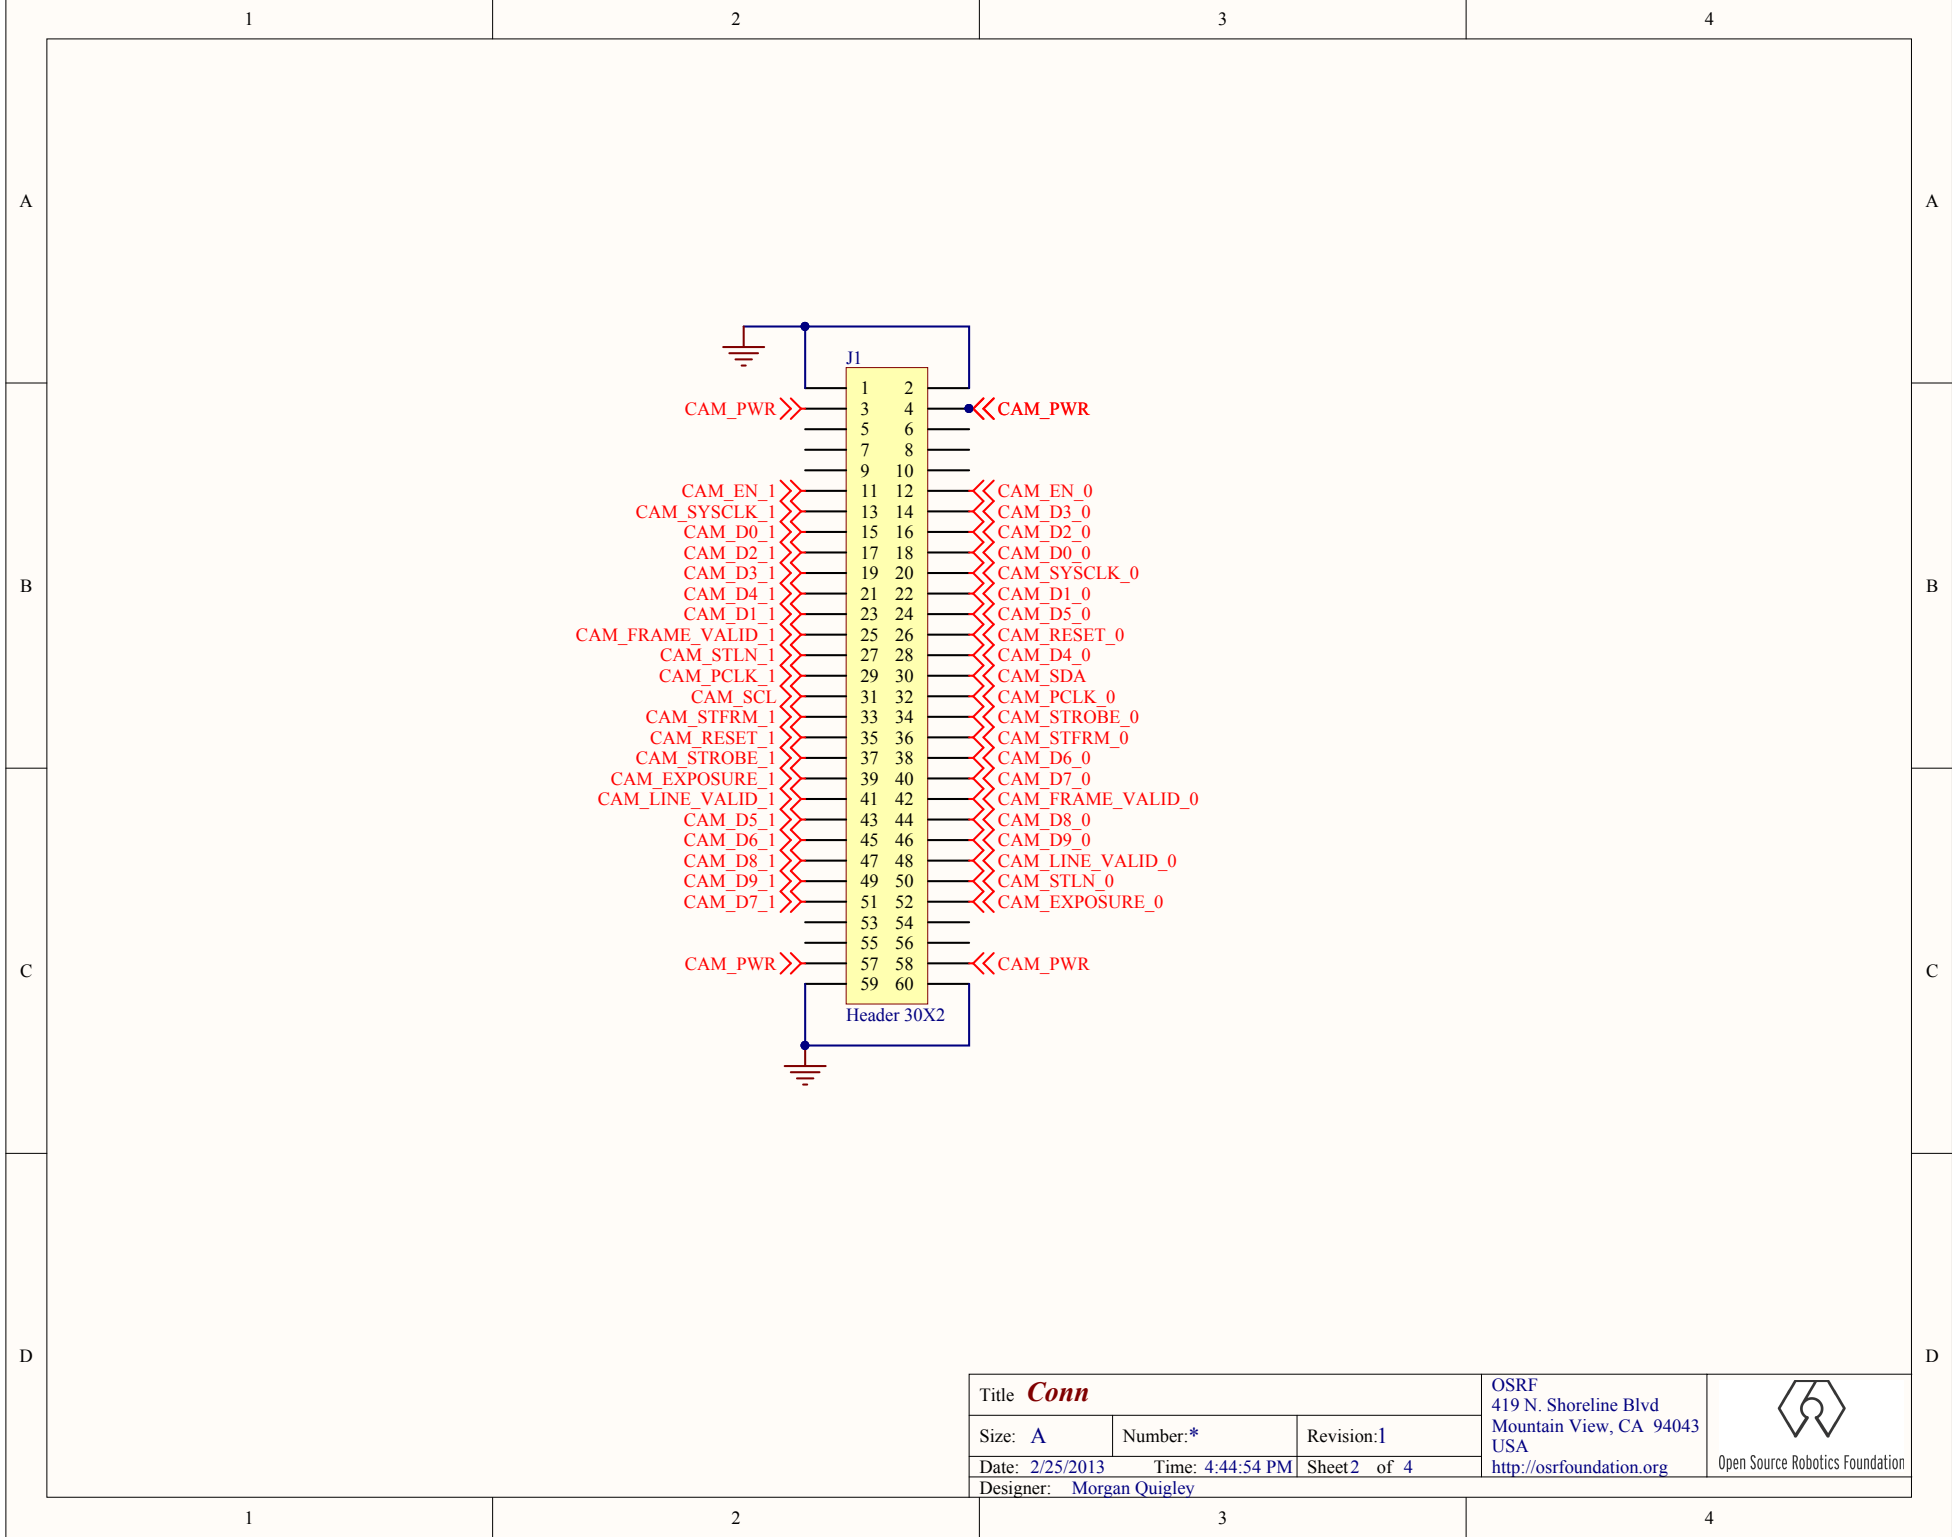 1 2 3 4
A A
J1
1 2
CAM_PWR 3 4 CAM_PWR
5 6
7 8
9 10
CAM_EN_1 11 12 CAM_EN_0
CAM_SYSCLK_1 13 14 CAM_D3_0
CAM_D0_1 15 16 CAM_D2_0
CAM_D2_1 17 18 CAM_D0_0
CAM_D3_1 19 20 CAM_SYSCLK_0
B B
CAM_D4_1 21 22 CAM_D1_0
CAM_D1_1 23 24 CAM_D5_0
CAM_FRAME_VALID_1 25 26 CAM_RESET_0
CAM_STLN_1 27 28 CAM_D4_0
CAM_PCLK_1 29 30 CAM_SDA
CAM_SCL 31 32 CAM_PCLK_0
CAM_STFRM_1 33 34 CAM_STROBE_0
CAM_RESET_1 35 36 CAM_STFRM_0
CAM_STROBE_1 37 38 CAM_D6_0
CAM_EXPOSURE_1 39 40 CAM_D7_0
CAM_LINE_VALID_1 41 42 CAM_FRAME_VALID_0
CAM_D5_1 43 44 CAM_D8_0
CAM_D6_1 45 46 CAM_D9_0
CAM_D8_1 47 48 CAM_LINE_VALID_0
CAM_D9_1 49 50 CAM_STLN_0
CAM_D7_1 51 52 CAM_EXPOSURE_0
53 54
55 56
CAM_PWR 57 58 CAM_PWR
C C
59 60
Header 30X2
D D
Title Conn
Size: A Number:* Revision:1
Date: 2/25/2013 Time: 4:44:54 PM Sheet 2 of 4
Designer: Morgan Quigley
OSRF
419 N. Shoreline Blvd
Mountain View, CA 94043
USA
http://osrfoundation.org
Open Source Robotics Foundation
1 2 3 4